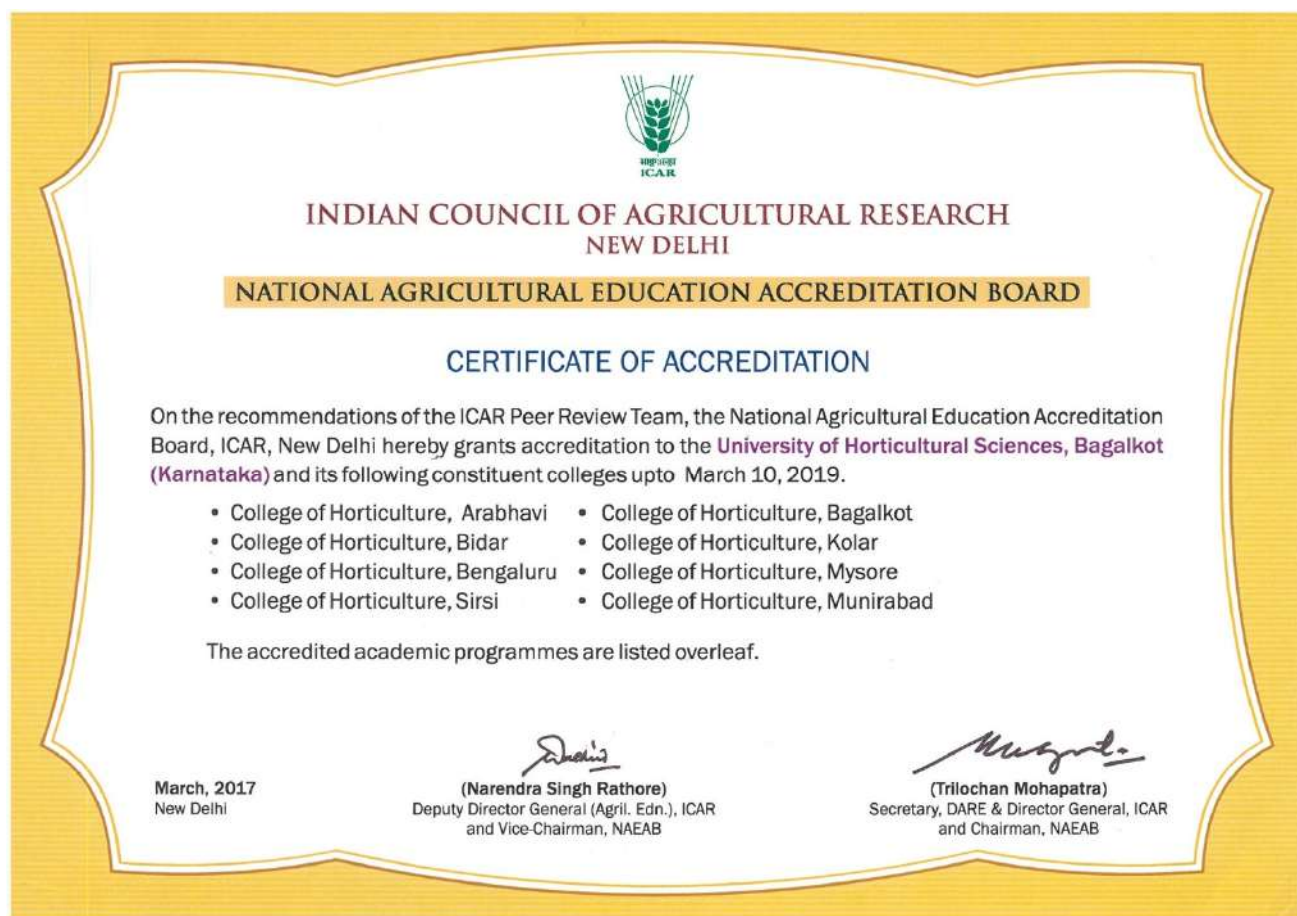 भाकृअनुप
ICAR
INDIAN COUNCIL OF AGRICULTURAL RESEARCH
NEW DELHI
NATIONAL AGRICULTURAL EDUCATION ACCREDITATION BOARD
CERTIFICATE OF ACCREDITATION
On the recommendations of the ICAR Peer Review Team, the National Agricultural Education Accreditation
Board, ICAR, New Delhi hereby grants accreditation to the University of Horticultural Sciences, Bagalkot
(Karnataka) and its following constituent colleges upto March 10, 2019.
• College of Horticulture, Arabhavi • College of Horticulture, Bagalkot
• College of Horticulture, Bidar • College of Horticulture, Kolar
• College of Horticulture, Bengaluru • College of Horticulture, Mysore
• College of Horticulture, Sirsi • College of Horticulture, Munirabad
The accredited academic programmes are listed overleaf.
March, 2017
New Delhi
(Narendra Singh Rathore)
Deputy Director General (Agril. Edn.), ICAR
and Vice-Chairman, NAEAB
(Trilochan Mohapatra)
Secretary, DARE & Director General, ICAR
and Chairman, NAEAB